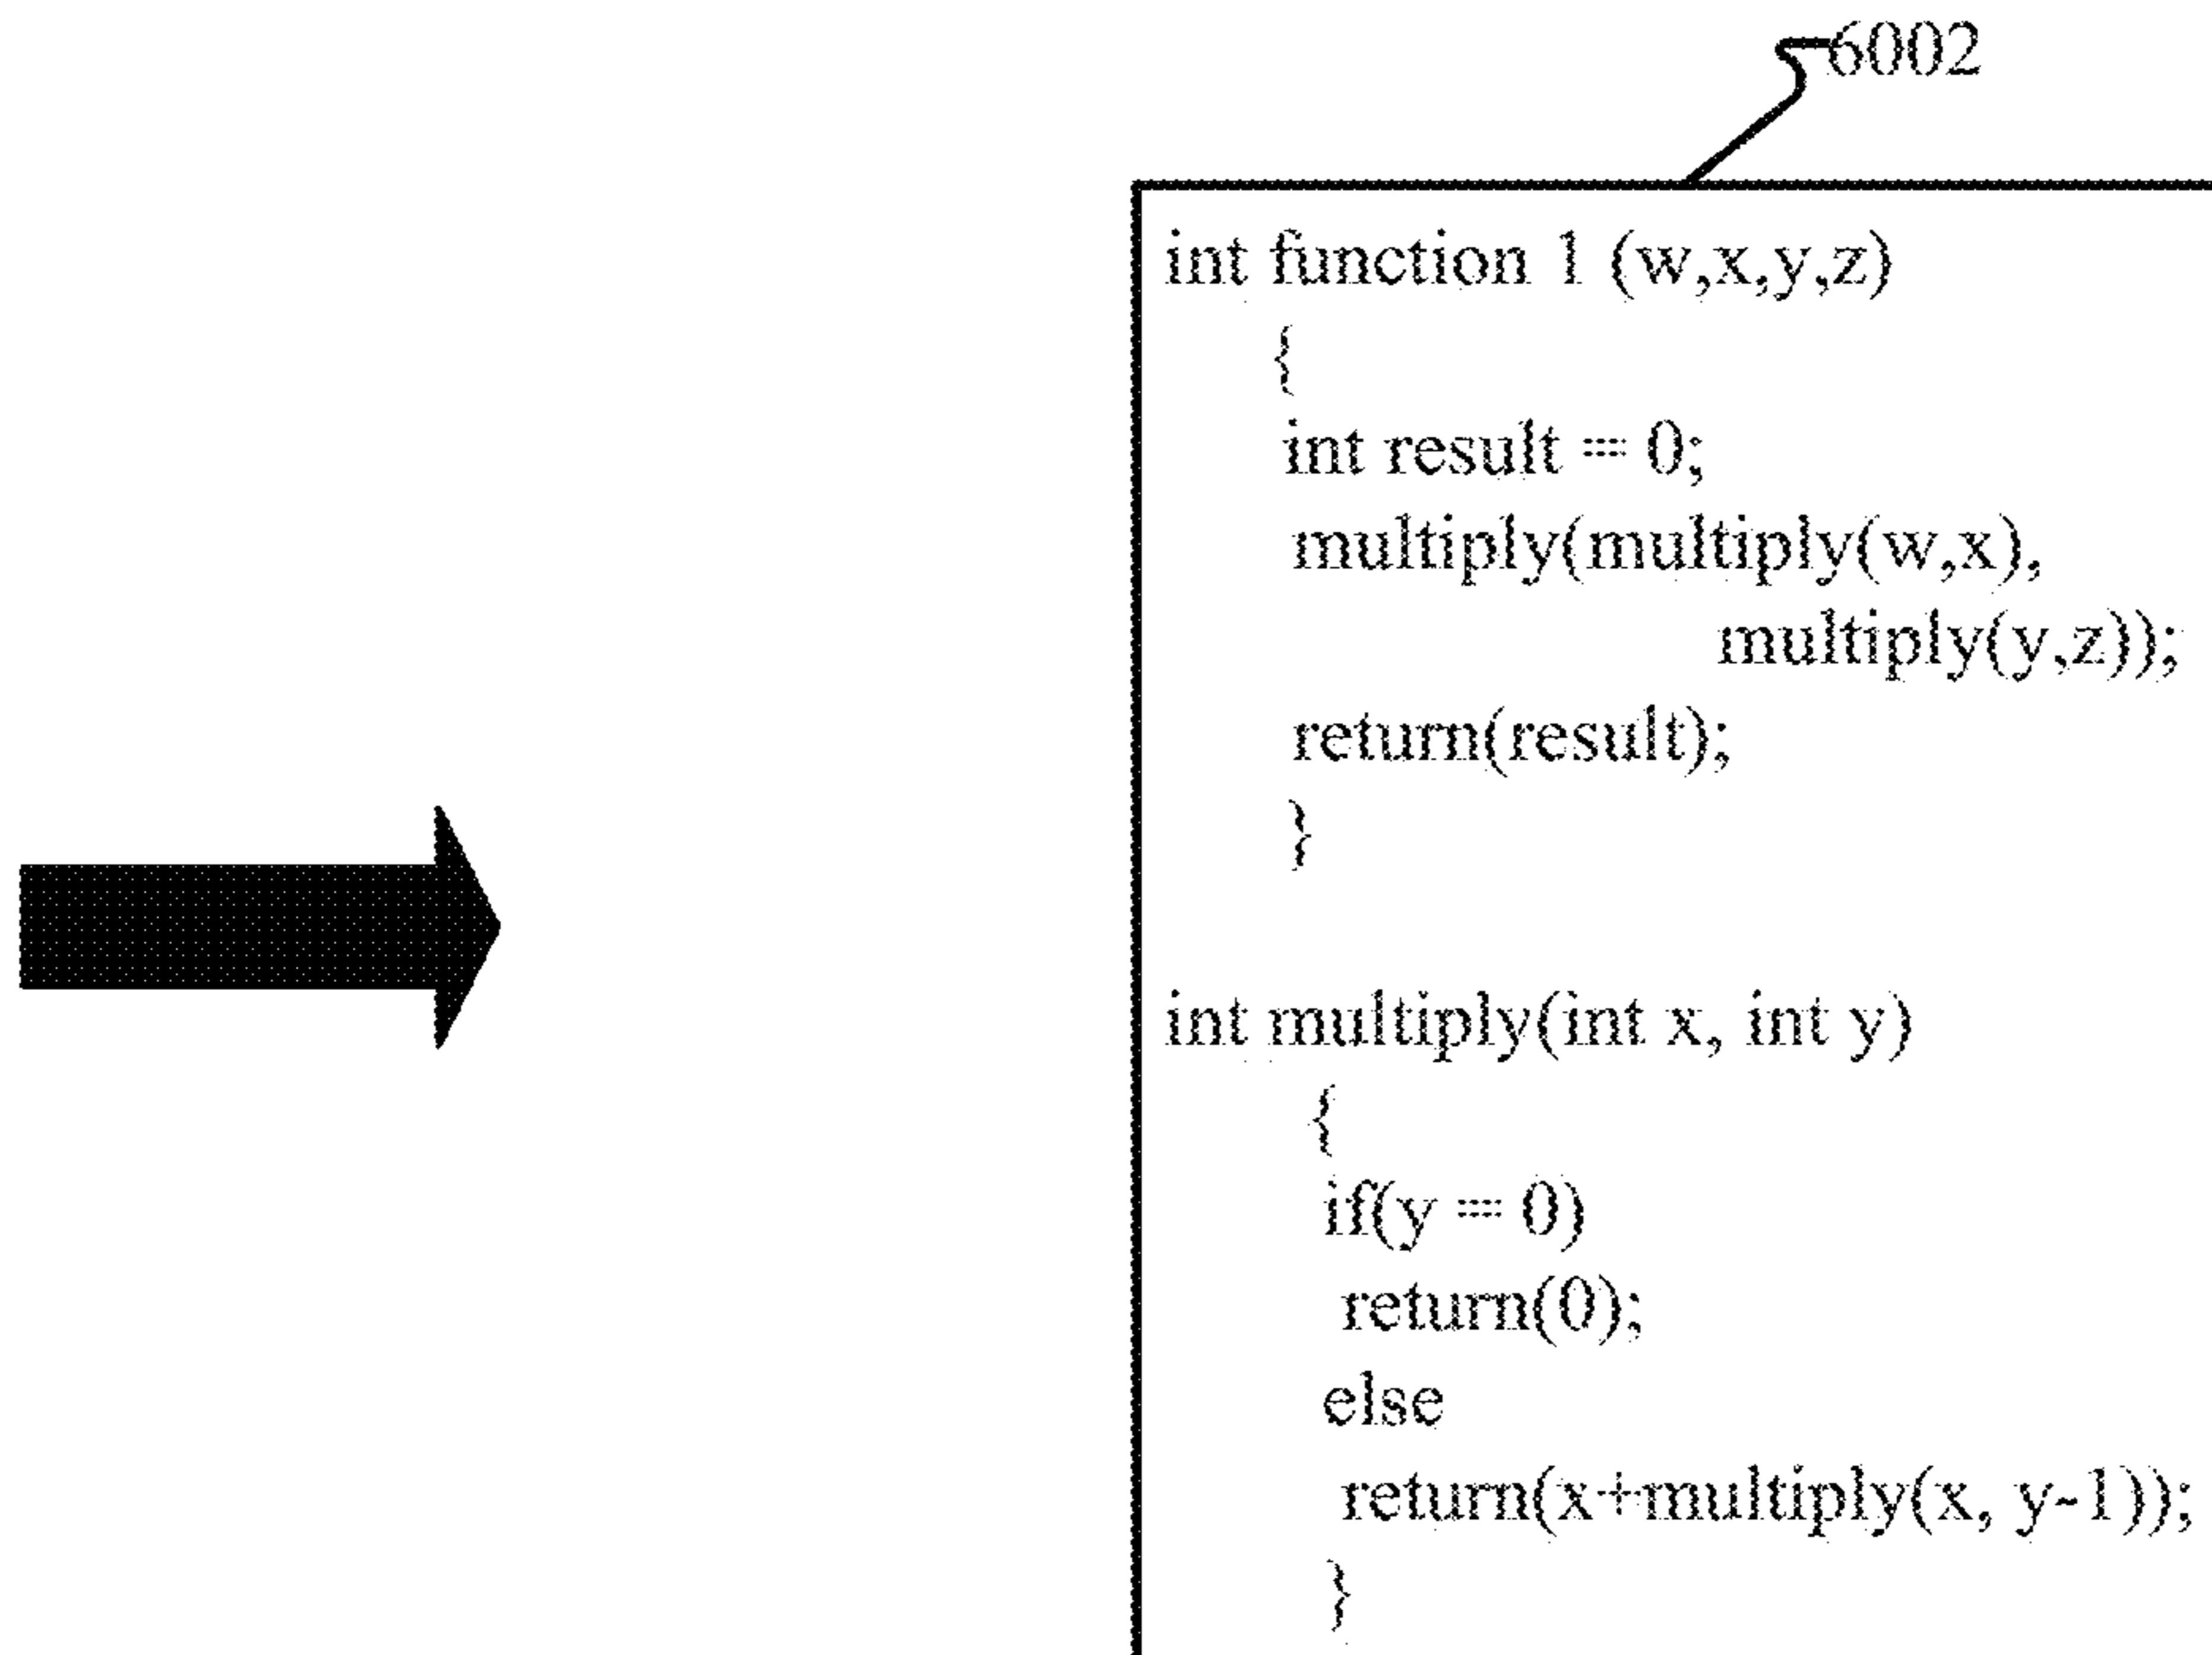 6002
int function 1 (w,x,y,z)
{
int result = 0;
multiply(multiply(w,x),
multiply(y,z));
return(result);
}
int multiply(int x, int y)
{
if(y = 0)
return(0);
else
return(x+multiply(x, y-1));
}